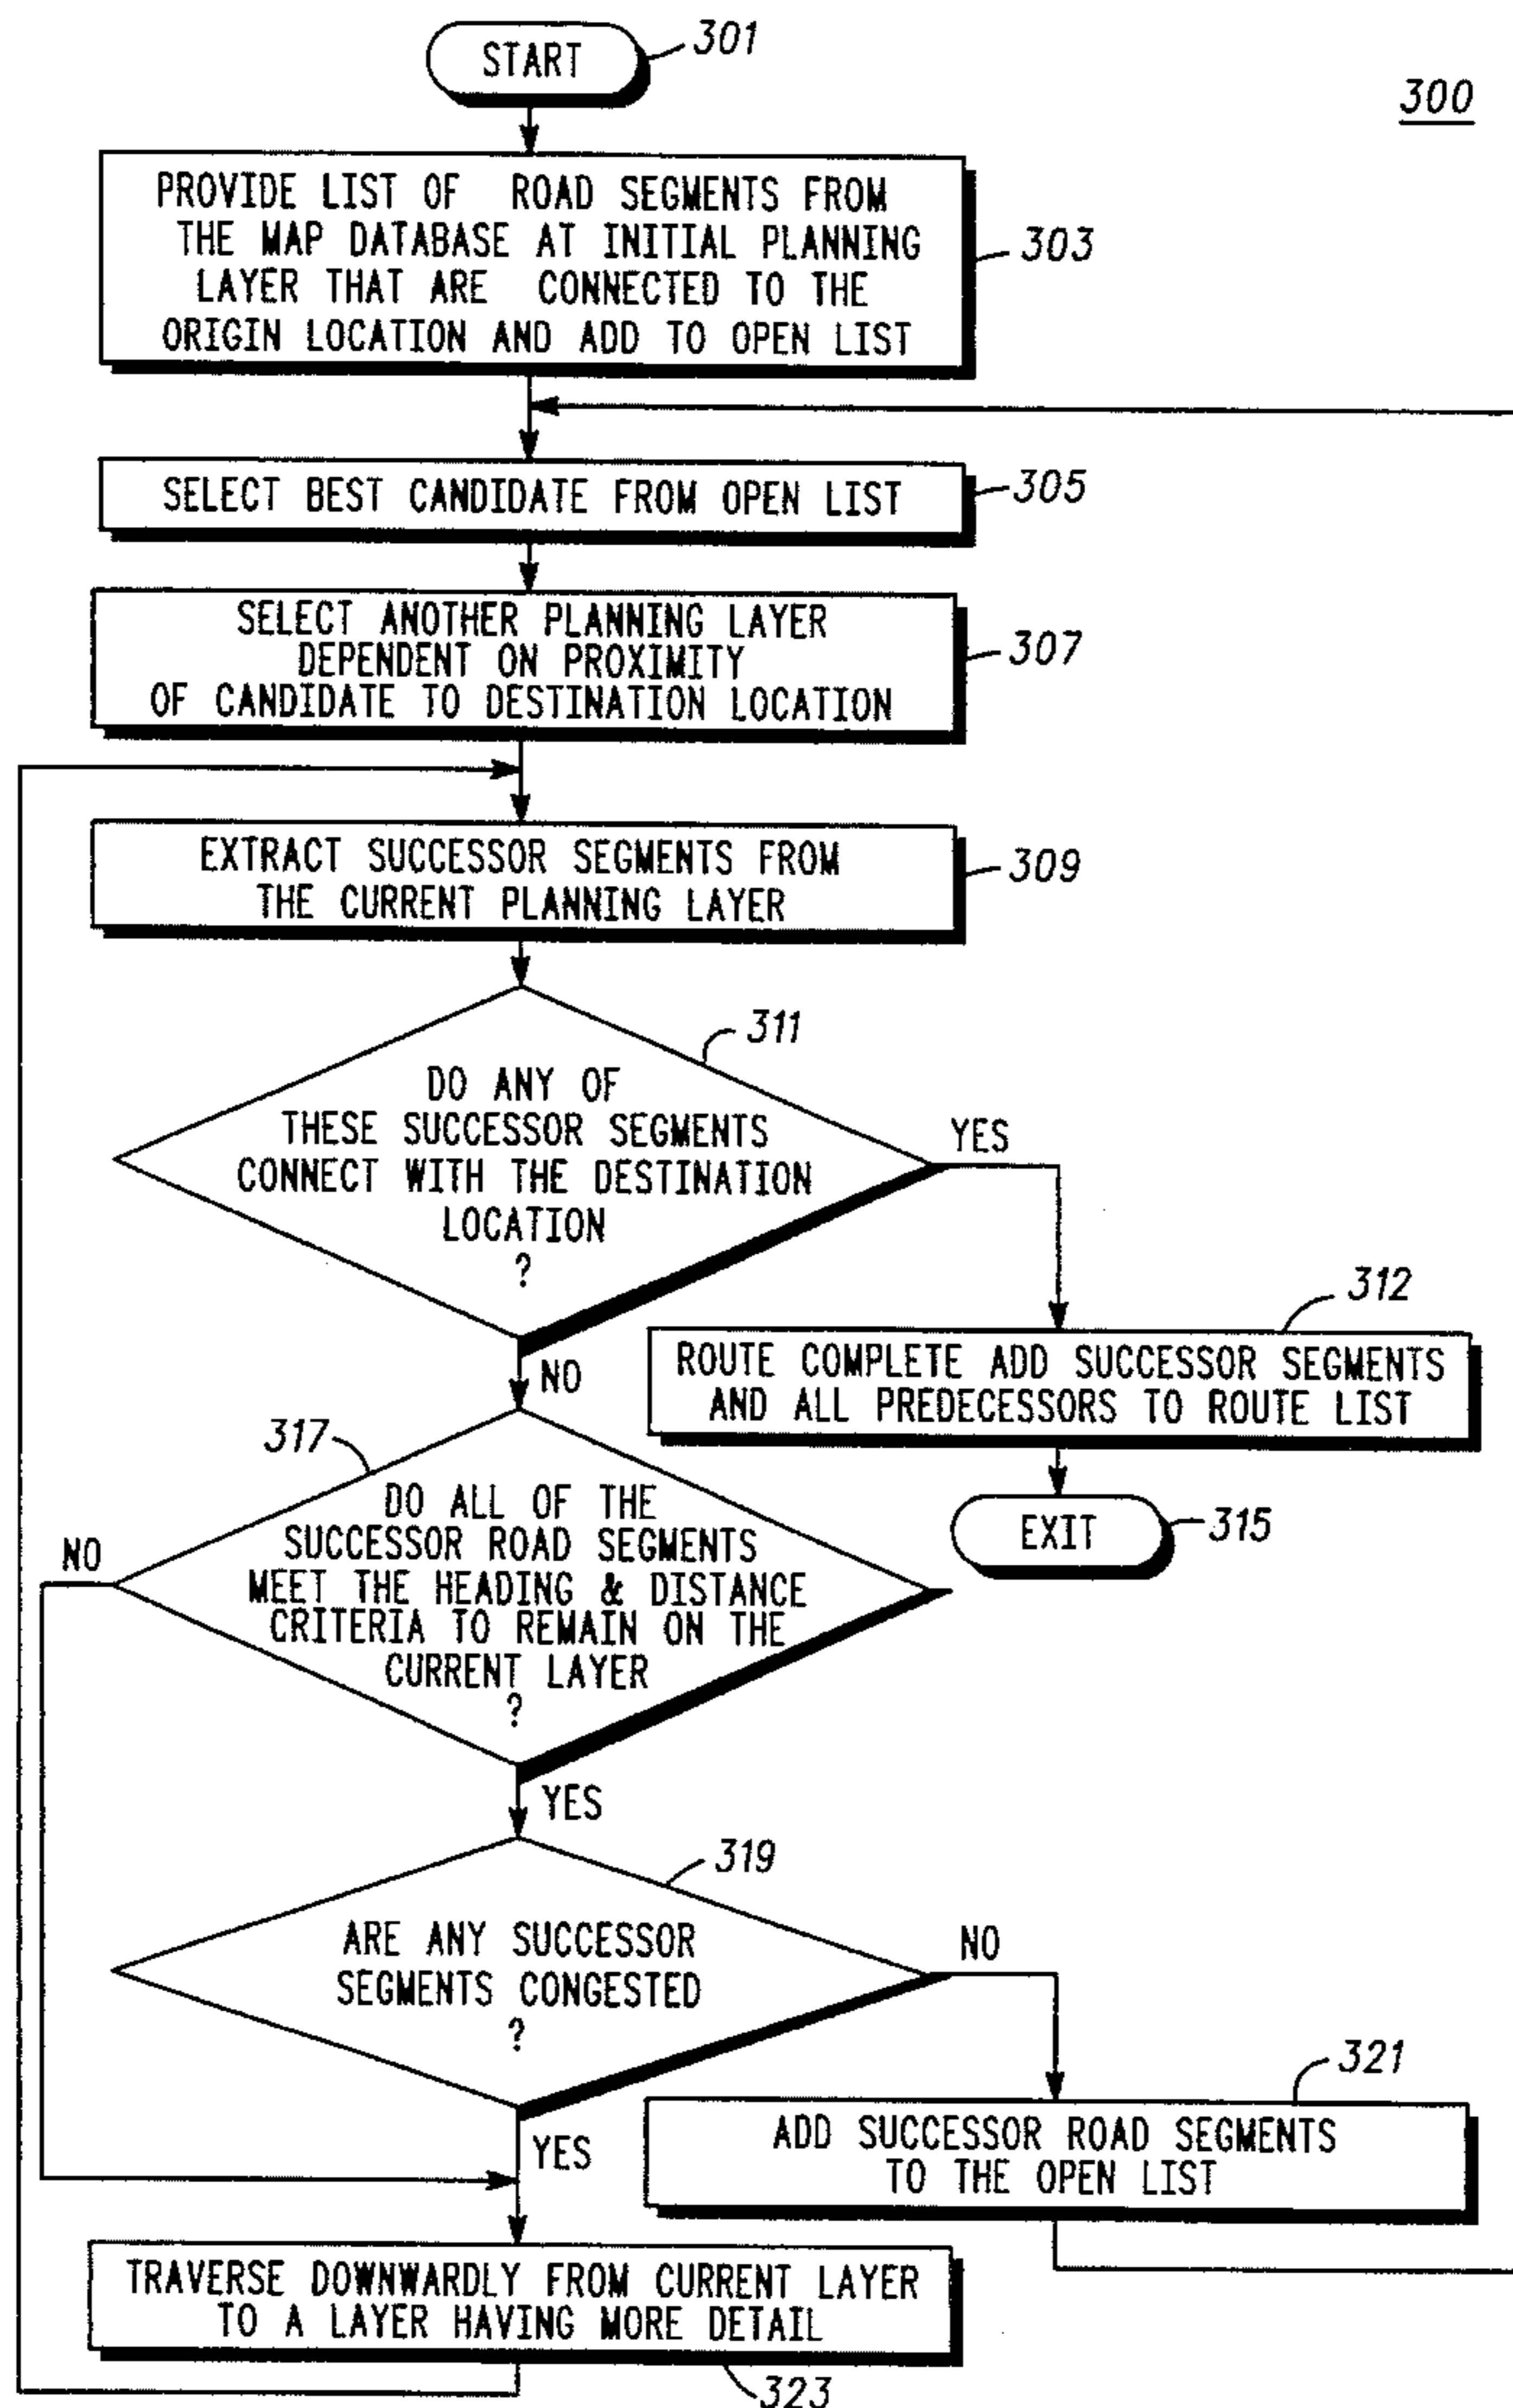 START
301
300
PROVIDE LIST OF ROAD SEGMENTS FROM
THE MAP DATABASE AT INITIAL PLANNING
LAYER THAT ARE CONNECTED TO THE
ORIGIN LOCATION AND ADD TO OPEN LIST
303
SELECT BEST CANDIDATE FROM OPEN LIST
305
SELECT ANOTHER PLANNING LAYER
DEPENDENT ON PROXIMITY
OF CANDIDATE TO DESTINATION LOCATION
307
EXTRACT SUCCESSOR SEGMENTS FROM
THE CURRENT PLANNING LAYER
309
311
DO ANY OF
THESE SUCCESSOR SEGMENTS
CONNECT WITH THE DESTINATION
LOCATION
?
YES
NO
312
ROUTE COMPLETE ADD SUCCESSOR SEGMENTS
AND ALL PREDECESSORS TO ROUTE LIST
EXIT
315
317
DO ALL OF THE
SUCCESSOR ROAD SEGMENTS
MEET THE HEADING & DISTANCE
CRITERIA TO REMAIN ON THE
CURRENT LAYER
?
NO
YES
319
ARE ANY SUCCESSOR
SEGMENTS CONGESTED
?
NO
YES
321
ADD SUCCESSOR ROAD SEGMENTS
TO THE OPEN LIST
TRAVERSE DOWNWARDLY FROM CURRENT LAYER
TO A LAYER HAVING MORE DETAIL
323